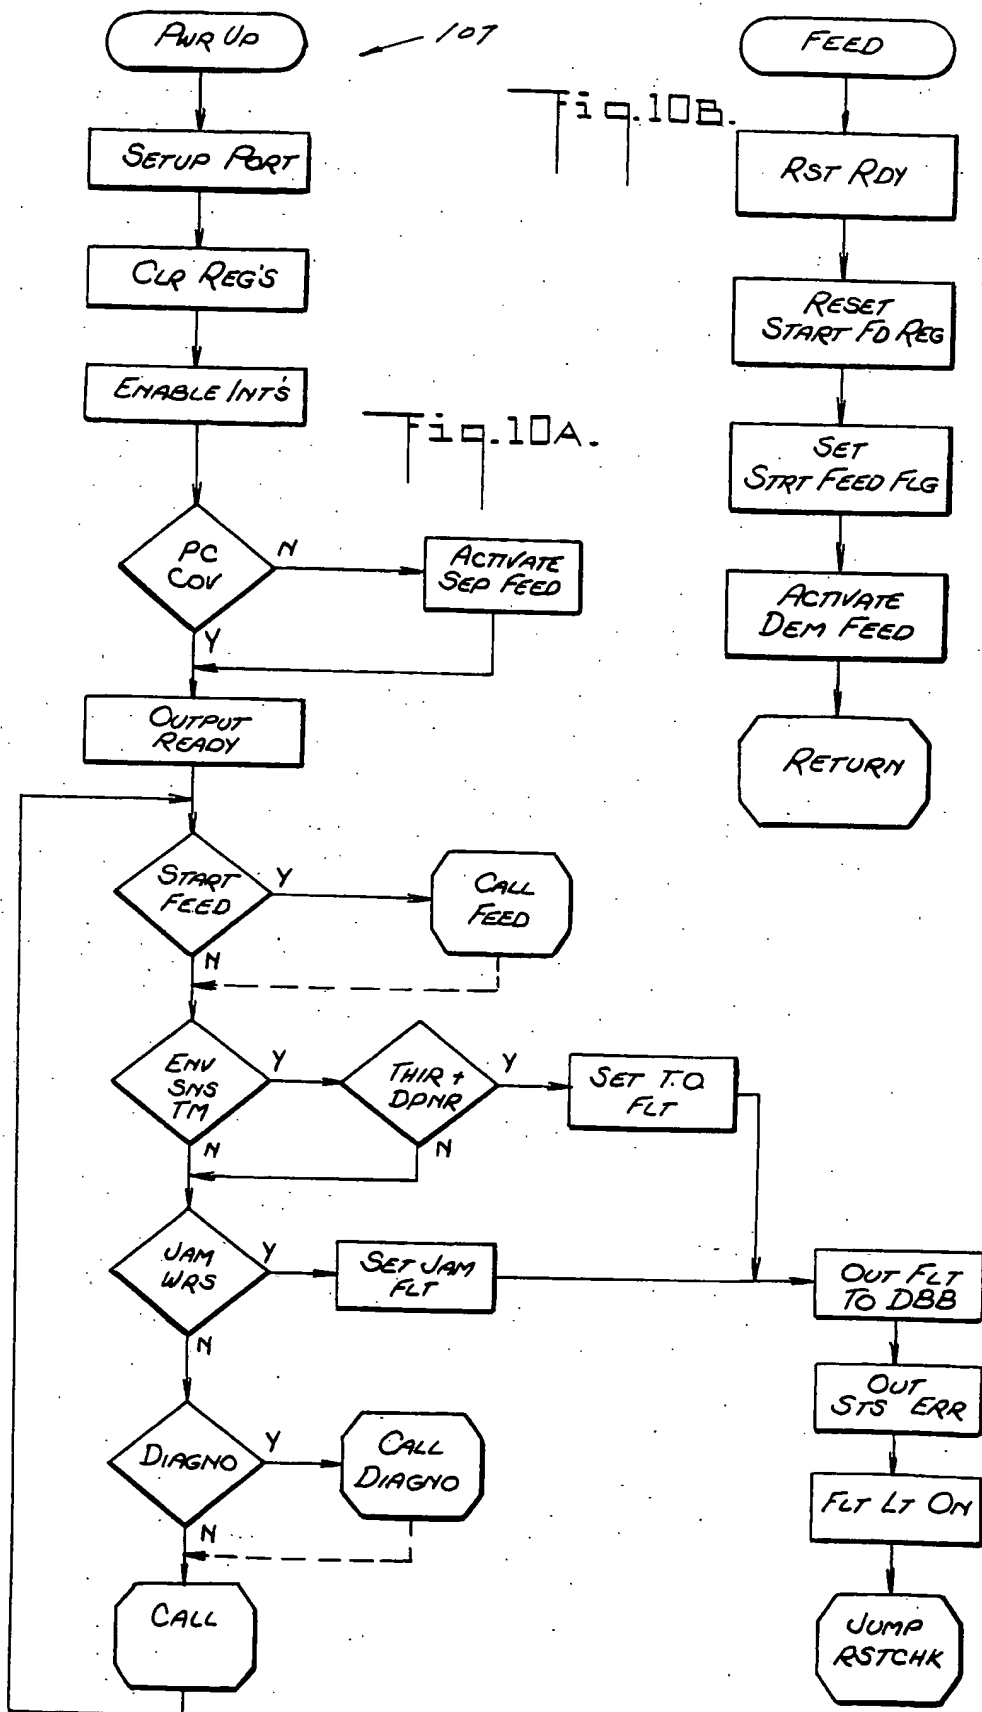 PWR UP
107
SETUP PORT
CLR REG'S
ENABLE INT'S
Fig. 10A.
PC
COV
N
Y
ACTIVATE
SEP FEED
OUTPUT
READY
START
FEED
Y
N
CALL
FEED
ENV
SNS
TM
Y
N
THIR +
DPNR
Y
N
SET T.O
FLT
JAM
WRS
Y
N
SET JAM
FLT
OUT FLT
TO DBB
OUT
STS ERR
FLT LT ON
JUMP
RSTCHK
DIAGNO
Y
N
CALL
DIAGNO
CALL
Fig. 10B.
FEED
RST RDY
RESET
START FD REG
SET
STRT FEED FLG
ACTIVATE
DEM FEED
RETURN